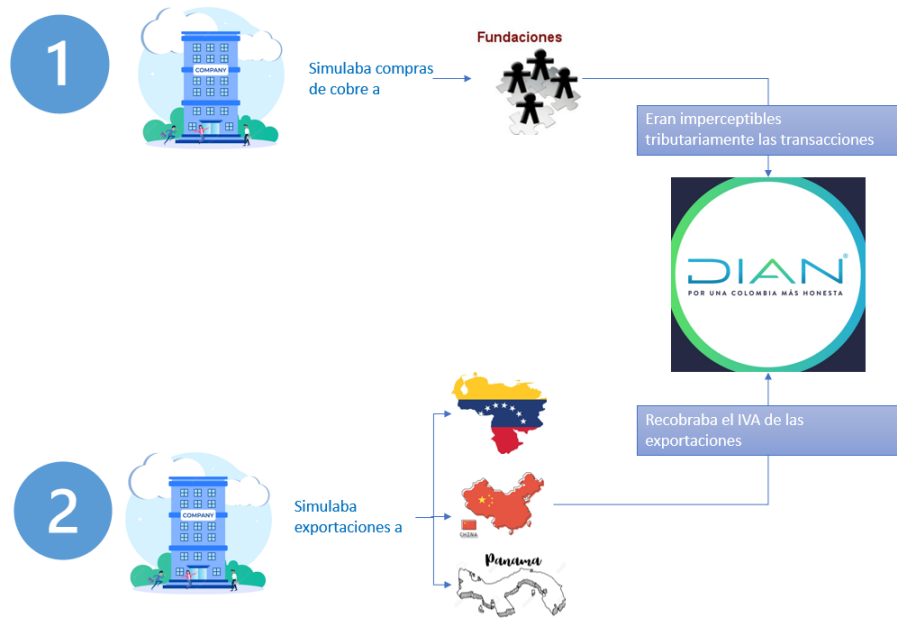 1
COMPANY
Simulaba compras
de cobre a
Fundaciones
Eran imperceptibles
tributariamente las transacciones
DIAN®
POR UNA COLOMBIA MÁS HONESTA
2
COMPANY
Simulaba
exportaciones a
CHINA
Panama
Recobraba el IVA de las
exportaciones